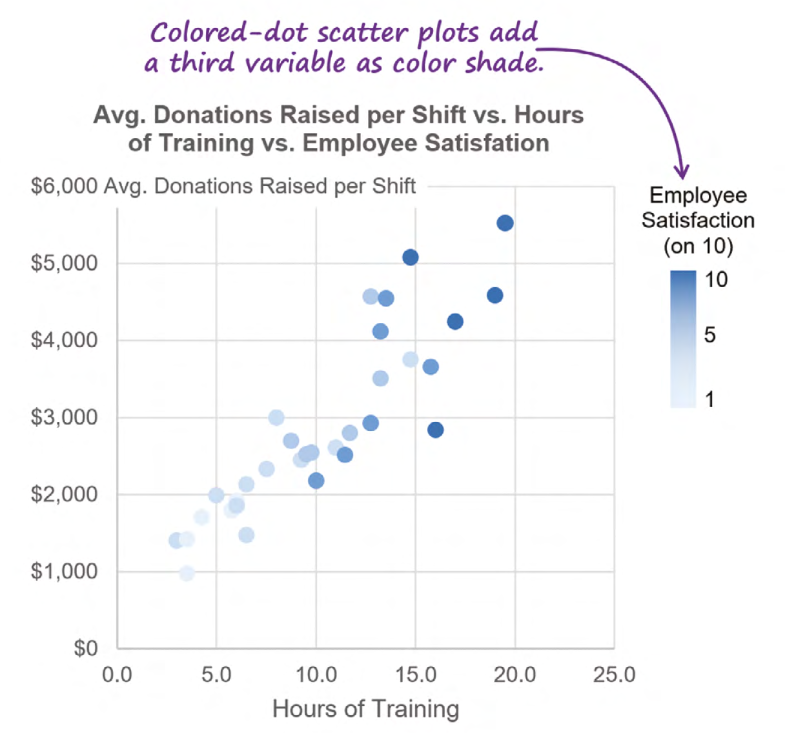 Colored-dot scatter plots add
a third variable as color shade.
Avg. Donations Raised per Shift vs. Hours
of Training vs. Employee Satisfation
$6,000 Avg. Donations Raised per Shift
$5,000
$4,000
$3,000
$2,000
$1,000
$0
0.0 5.0 10.0 15.0 20.0 25.0
Hours of Training
Employee
Satisfaction
(on 10)
10
5
1